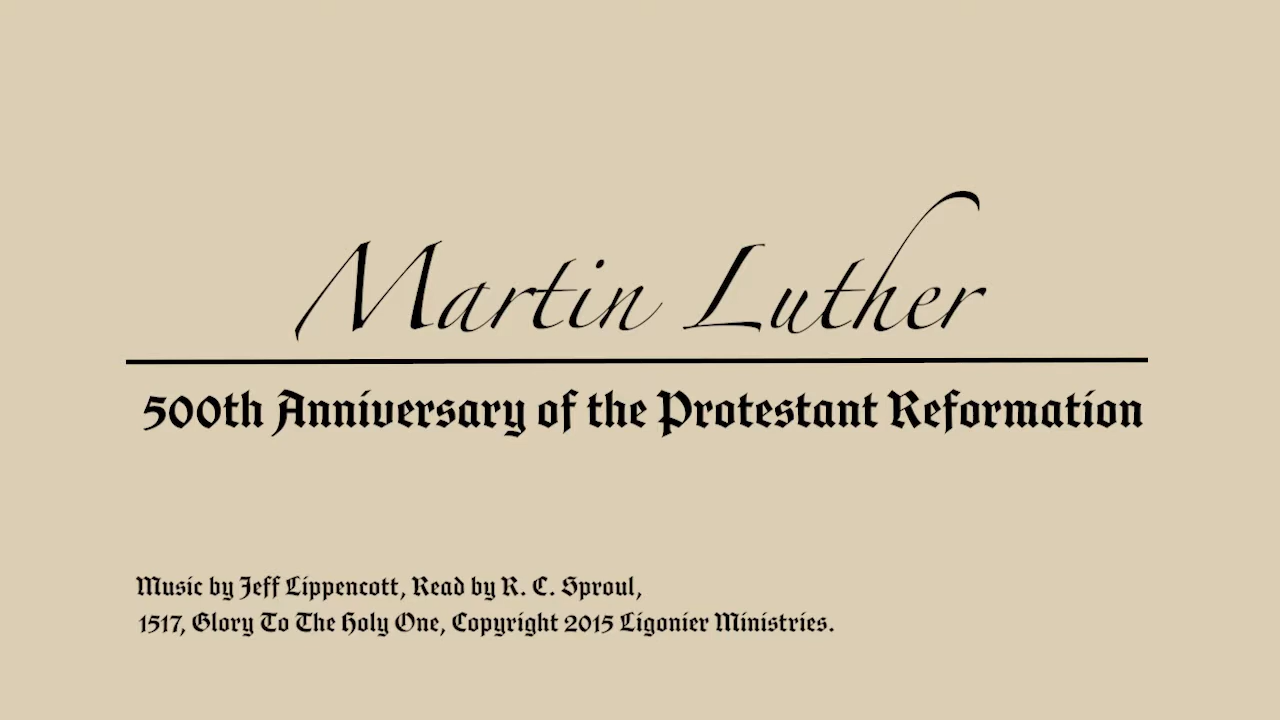 Martin Luther
500th Anniversary of the Protestant Reformation
Music by Jeff Lippencott, Read by R. C. Sproul,
1517, Glory To The Holy One, Copyright 2015 Ligonier Ministries.